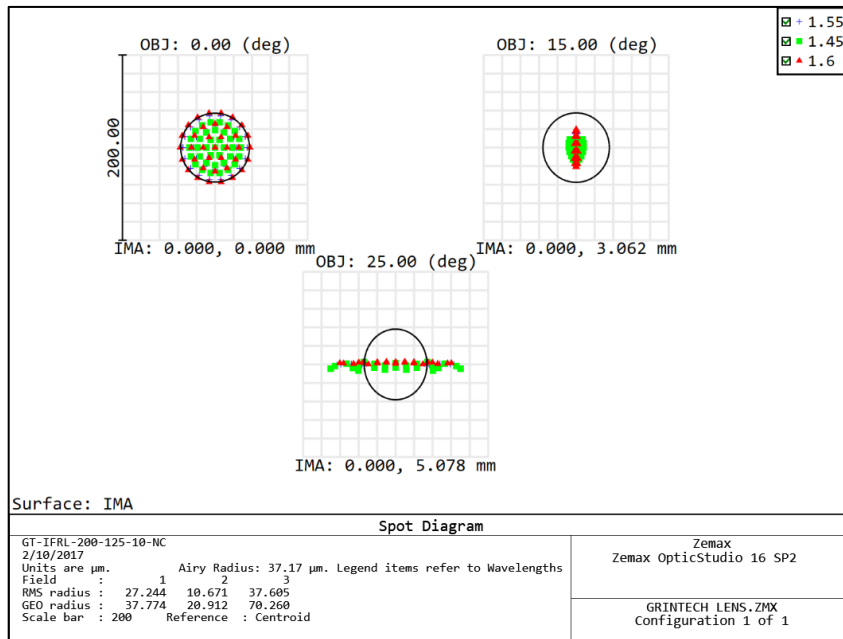 + 1.55
1.45
1.6
OBJ: 0.00 (deg)
OBJ: 15.00 (deg)
200.00
IMA: 0.000, 0.000 mm
IMA: 0.000, 3.062 mm
OBJ: 25.00 (deg)
IMA: 0.000, 5.078 mm
Surface: IMA
Spot Diagram
GT-IFRL-200-125-10-NC
2/10/2017
Units are µm. Airy Radius: 37.17 µm. Legend items refer to Wavelengths
Field : 1 2 3
RMS radius : 27.244 10.671 37.605
GEO radius : 37.774 20.912 70.260
Scale bar : 200 Reference : Centroid
Zemax
Zemax OpticStudio 16 SP2
GRINTECH LENS.ZMX
Configuration 1 of 1